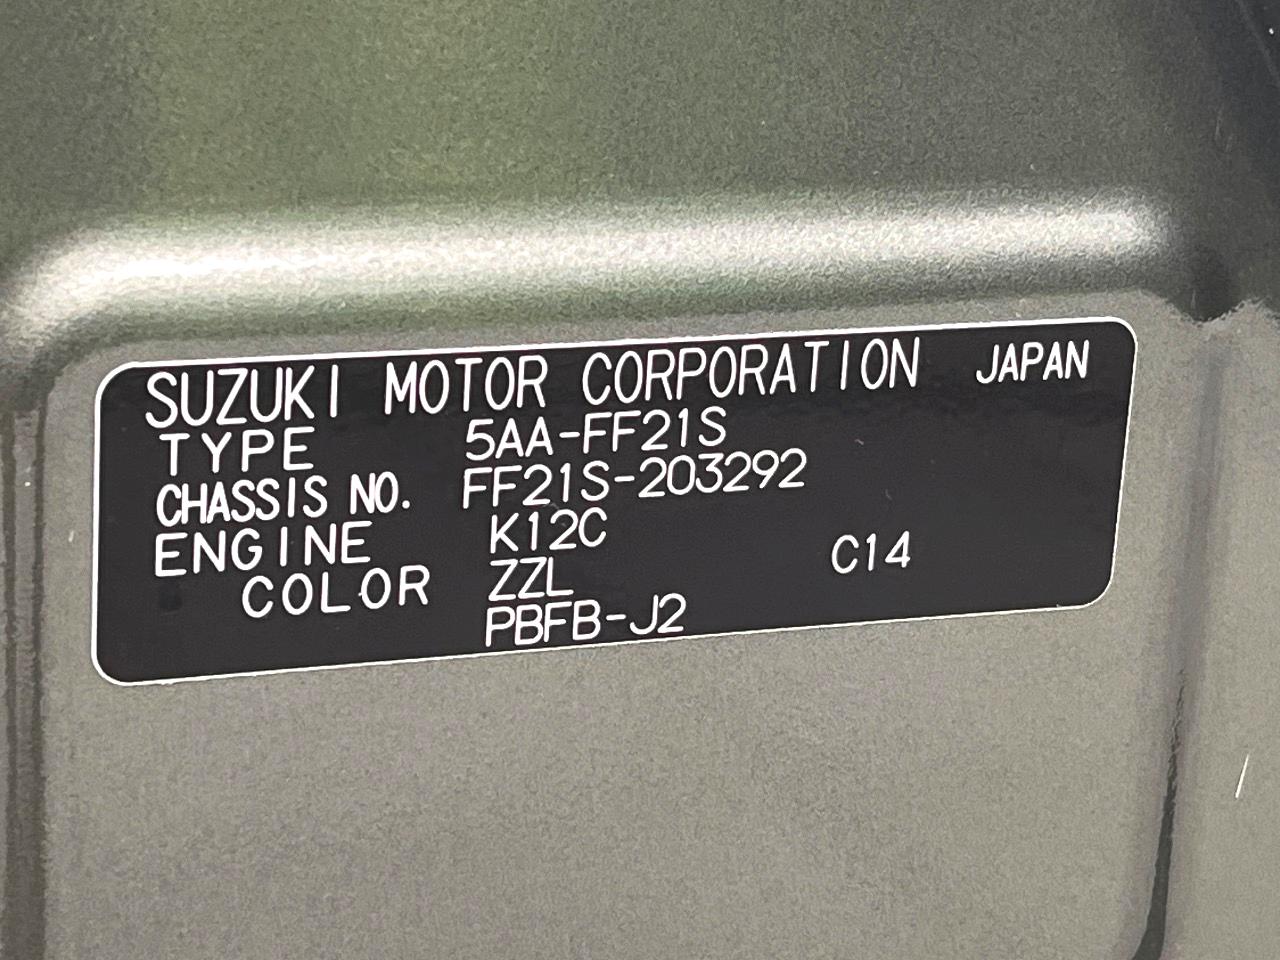 SUZUKI MOTOR CORPORATION JAPAN
TYPE 5AA-FF21S
CHASSIS NO. FF21S-203292
ENGINE K12C
COLOR ZZL C14
PBFB-J2